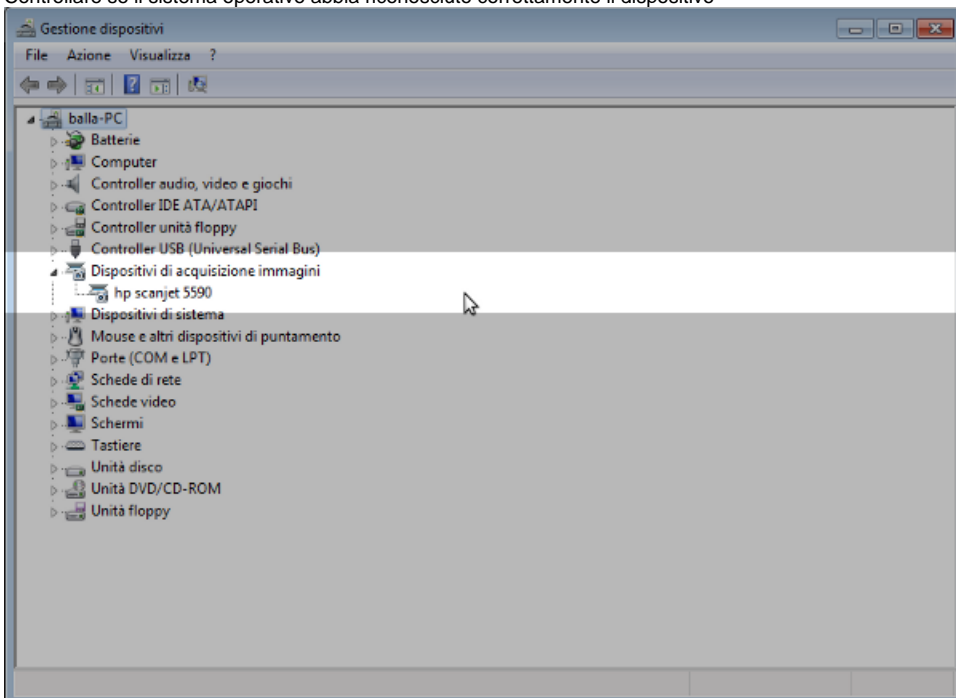 Controllare se il sistema operativo abbia riconosciuto correttamente il dispositivo
Gestione dispositivi
File Azione Visualizza ?
balla-PC
Batterie
Computer
Controller audio, video e giochi
Controller IDE ATA/ATAPI
Controller unità floppy
Controller USB (Universal Serial Bus)
Dispositivi di acquisizione immagini
hp scanjet 5590
Dispositivi di sistema
Mouse e altri dispositivi di puntamento
Porte (COM e LPT)
Schede di rete
Schede video
Schermi
Tastiere
Unità disco
Unità DVD/CD-ROM
Unità floppy